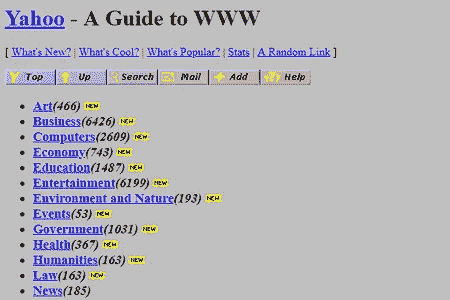 Yahoo - A Guide to WWW
[ What's New? | What's Cool? | What's Popular? | Stats | A Random Link ]
Top Up Search Mail Add Help
Art(466) NEW
Business(6426) NEW
Computers(2609) NEW
Economy(743) NEW
Education(1487) NEW
Entertainment(6199) NEW
Environment and Nature(193) NEW
Events(53) NEW
Government(1031) NEW
Health(367) NEW
Humanities(163) NEW
Law(163) NEW
News(185)